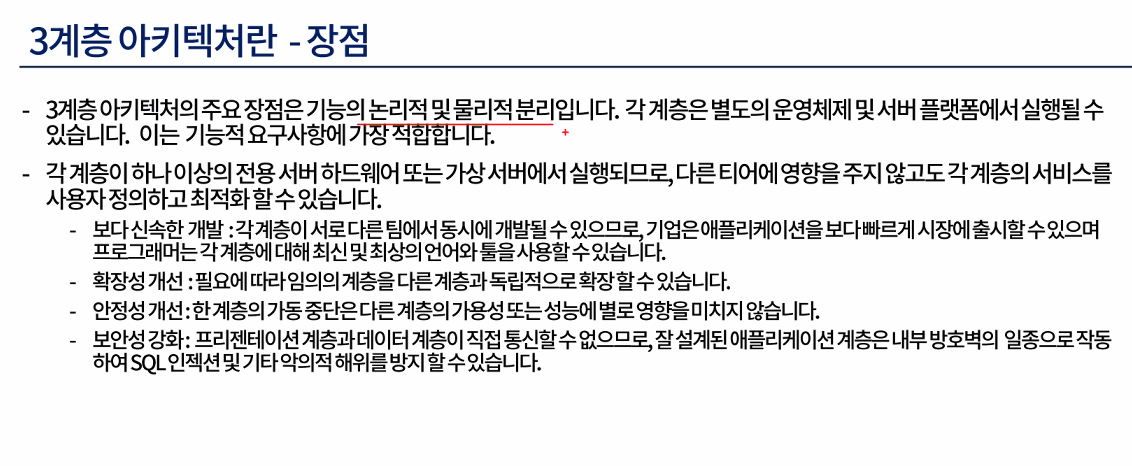 3계층 아키텍처란 - 장점
- 3계층 아키텍처의 주요 장점은 기능의 논리적 및 물리적 분리입니다. 각 계층은 별도의 운영체제 및 서버 플랫폼에서 실행될 수
있습니다. 이는 기능적 요구사항에 가장 적합합니다.
- 각 계층이 하나 이상의 전용 서버 하드웨어 또는 가상 서버에서 실행되므로, 다른 티어에 영향을 주지 않고도 각 계층의 서비스를
사용자 정의하고 최적화 할 수 있습니다.
- 보다 신속한 개발 : 각 계층이 서로 다른 팀에서 동시에 개발될 수 있으므로, 기업은 애플리케이션을 보다 빠르게 시장에 출시할 수 있으며
프로그래머는 각 계층에 대해 최신 및 최상의 언어와 툴을 사용할 수 있습니다.
- 확장성 개선 : 필요에 따라 임의의 계층을 다른 계층과 독립적으로 확장 할 수 있습니다.
- 안정성 개선 : 한 계층의 가동 중단은 다른 계층의 가용성 또는 성능에 별로 영향을 미치지 않습니다.
- 보안성 강화 : 프리젠테이션 계층과 데이터 계층이 직접 통신할 수 없으므로, 잘 설계된 애플리케이션 계층은 내부 방호벽의 일종으로 작동
하여 SQL 인젝션 및 기타 악의적 해위를 방지 할 수 있습니다.